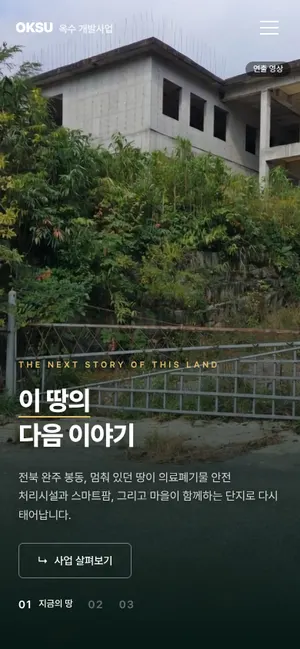 OKSU 옥수 개발사업
연출 영상
THE NEXT STORY OF THIS LAND
이 땅의
다음 이야기
전북 완주 봉동, 멈춰 있던 땅이 의료폐기물 안전
처리시설과 스마트팜, 그리고 마을이 함께하는 단지로 다시
태어납니다.
↪ 사업 살펴보기
01 지금의 땅 02 03